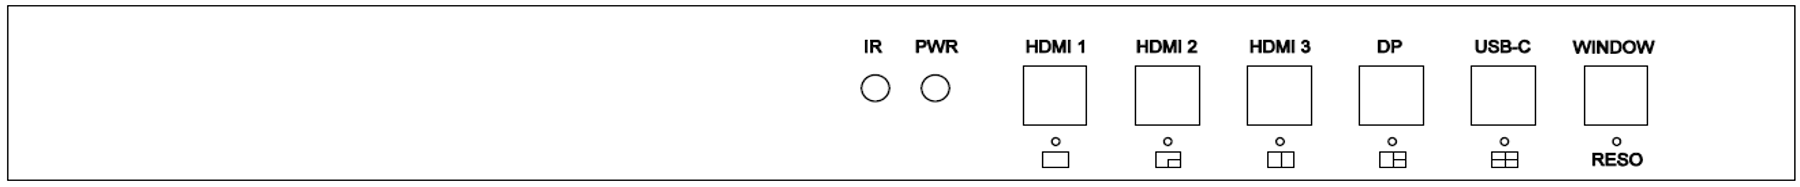 IR PWR HDMI 1 HDMI 2 HDMI 3 DP USB-C WINDOW
RESO